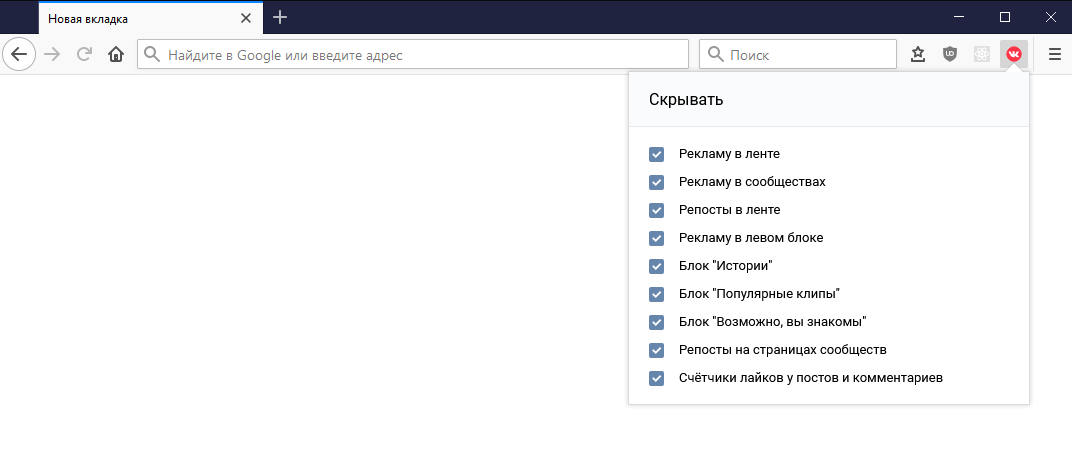 Новая вкладка
Найдите в Google или введите адрес
Поиск
Скрывать
Рекламу в ленте
Рекламу в сообществах
Репосты в ленте
Рекламу в левом блоке
Блок "Истории"
Блок "Популярные клипы"
Блок "Возможно, вы знакомы"
Репосты на страницах сообществ
Счётчики лайков у постов и комментариев